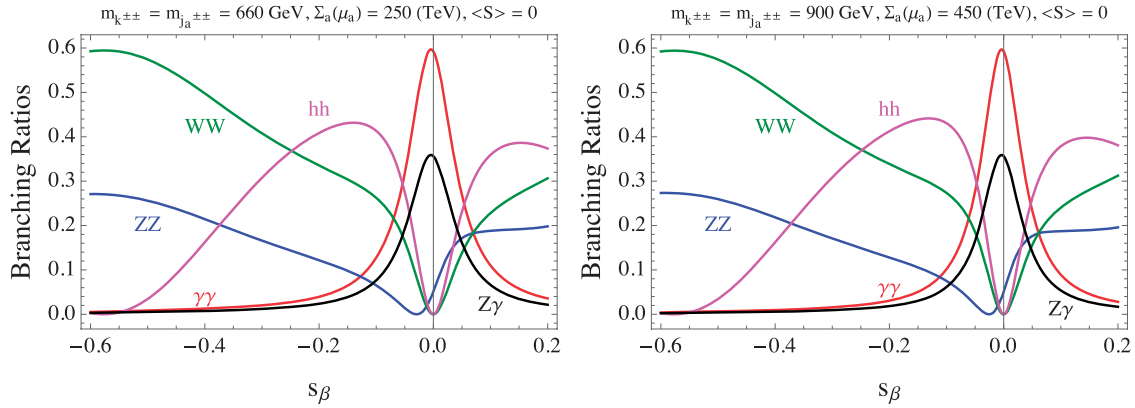 m_k±± = m_{j_a}±± = 660 GeV, Σ_a(μ_a) = 250 (TeV), <S> = 0
Branching Ratios
0.6
0.5
0.4
0.3
0.2
0.1
0.0
WW
hh
ZZ
γγ
Zγ
−0.6 −0.4 −0.2 0.0 0.2
s_β
m_k±± = m_{j_a}±± = 900 GeV, Σ_a(μ_a) = 450 (TeV), <S> = 0
Branching Ratios
0.6
0.5
0.4
0.3
0.2
0.1
0.0
WW
hh
ZZ
γγ
Zγ
−0.6 −0.4 −0.2 0.0 0.2
s_β